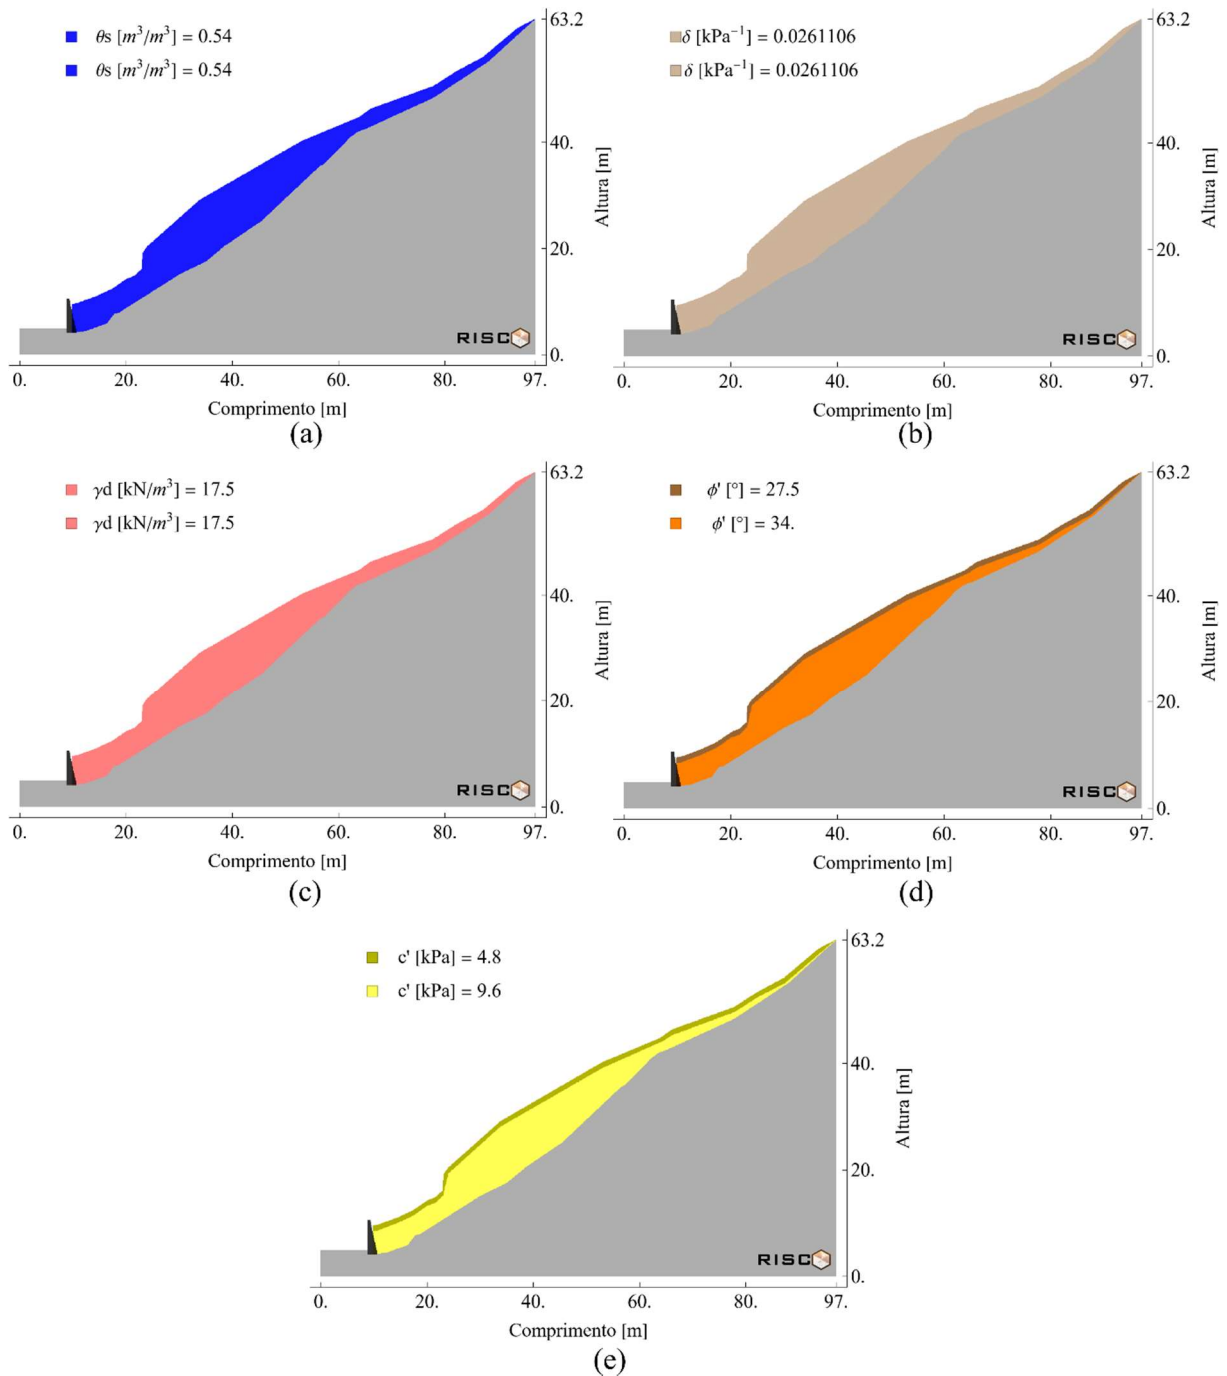 θs [m³/m³] = 0.54
θs [m³/m³] = 0.54
63.2
40.
20.
0.
Altura [m]
RISC
0. 20. 40. 60. 80. 97.
Comprimento [m]
(a)
δ [kPa⁻¹] = 0.0261106
δ [kPa⁻¹] = 0.0261106
63.2
40.
20.
0.
Altura [m]
RISC
0. 20. 40. 60. 80. 97.
Comprimento [m]
(b)
γd [kN/m³] = 17.5
γd [kN/m³] = 17.5
63.2
40.
20.
0.
Altura [m]
RISC
0. 20. 40. 60. 80. 97.
Comprimento [m]
(c)
ϕ' [°] = 27.5
ϕ' [°] = 34.
63.2
40.
20.
0.
Altura [m]
RISC
0. 20. 40. 60. 80. 97.
Comprimento [m]
(d)
c' [kPa] = 4.8
c' [kPa] = 9.6
63.2
40.
20.
0.
Altura [m]
RISC
0. 20. 40. 60. 80. 97.
Comprimento [m]
(e)